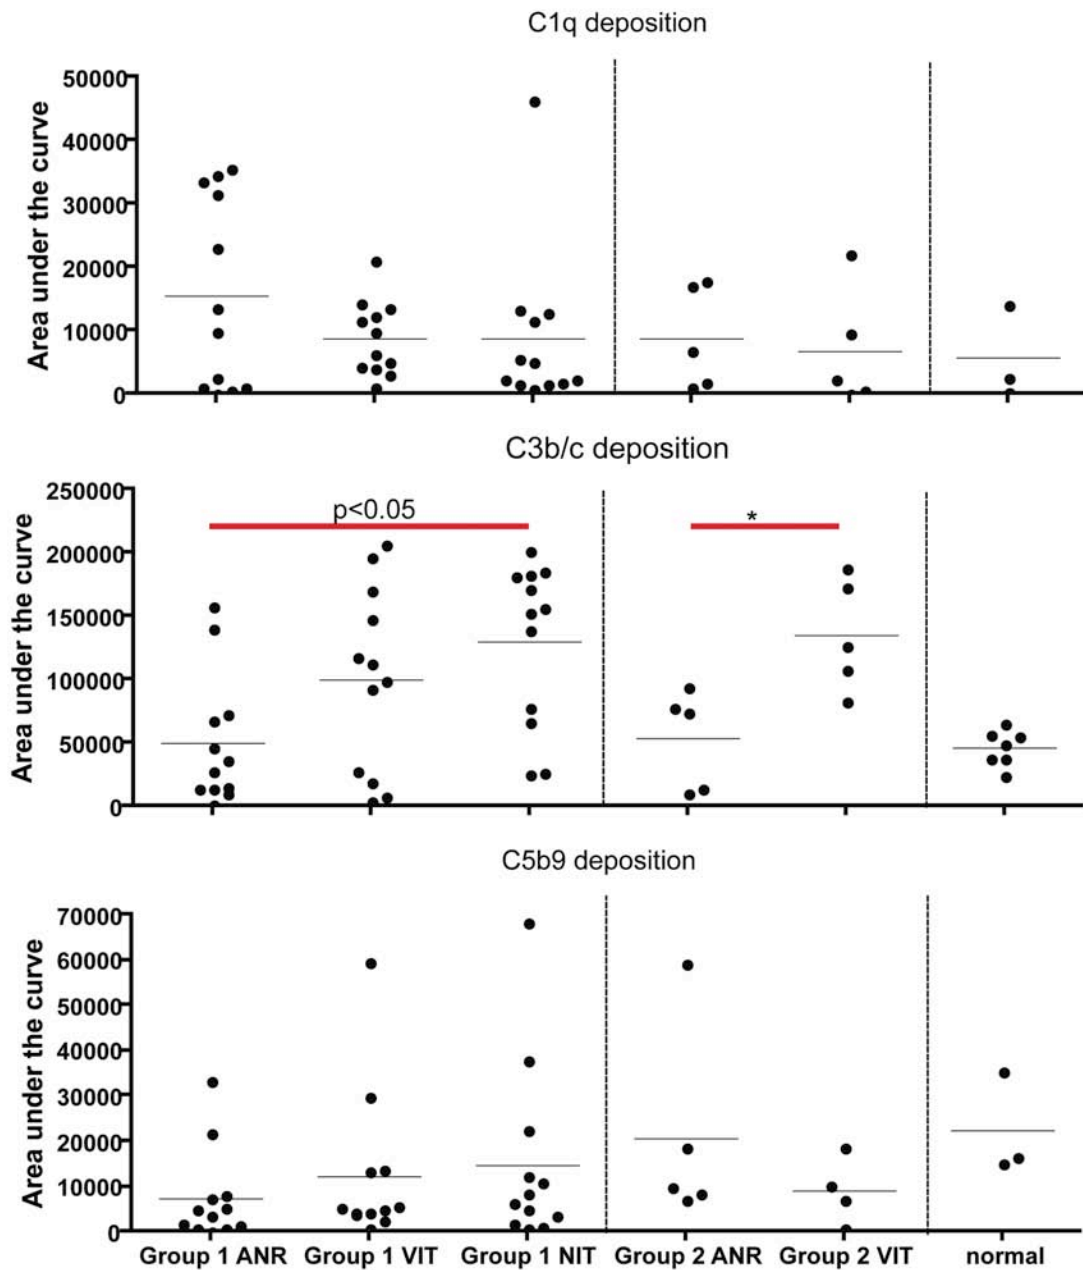 C1q deposition
Area under the curve
50000
40000
30000
20000
10000
0
C3b/c deposition
Area under the curve
250000
200000
150000
100000
50000
0
p<0.05
*
C5b9 deposition
Area under the curve
70000
60000
50000
40000
30000
20000
10000
0
Group 1 ANR Group 1 VIT Group 1 NIT Group 2 ANR Group 2 VIT normal